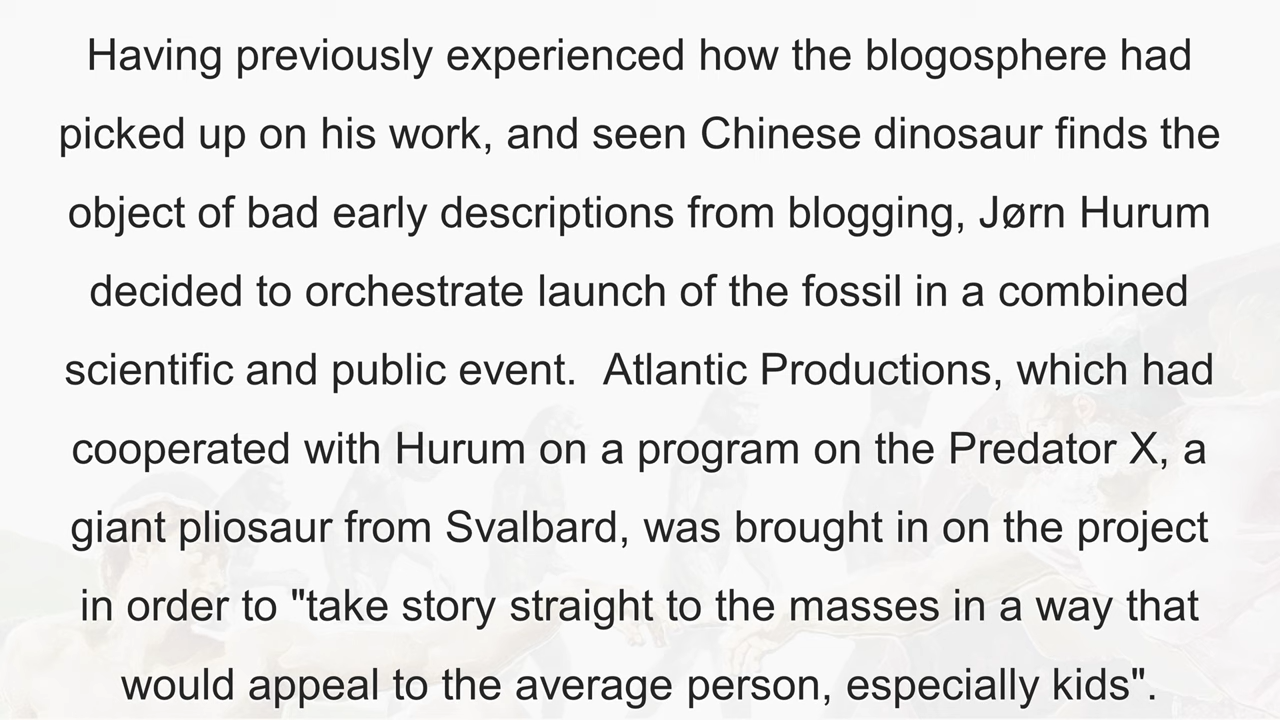 Having previously experienced how the blogosphere had
picked up on his work, and seen Chinese dinosaur finds the
object of bad early descriptions from blogging, Jørn Hurum
decided to orchestrate launch of the fossil in a combined
scientific and public event.  Atlantic Productions, which had
cooperated with Hurum on a program on the Predator X, a
giant pliosaur from Svalbard, was brought in on the project
in order to "take story straight to the masses in a way that
would appeal to the average person, especially kids".